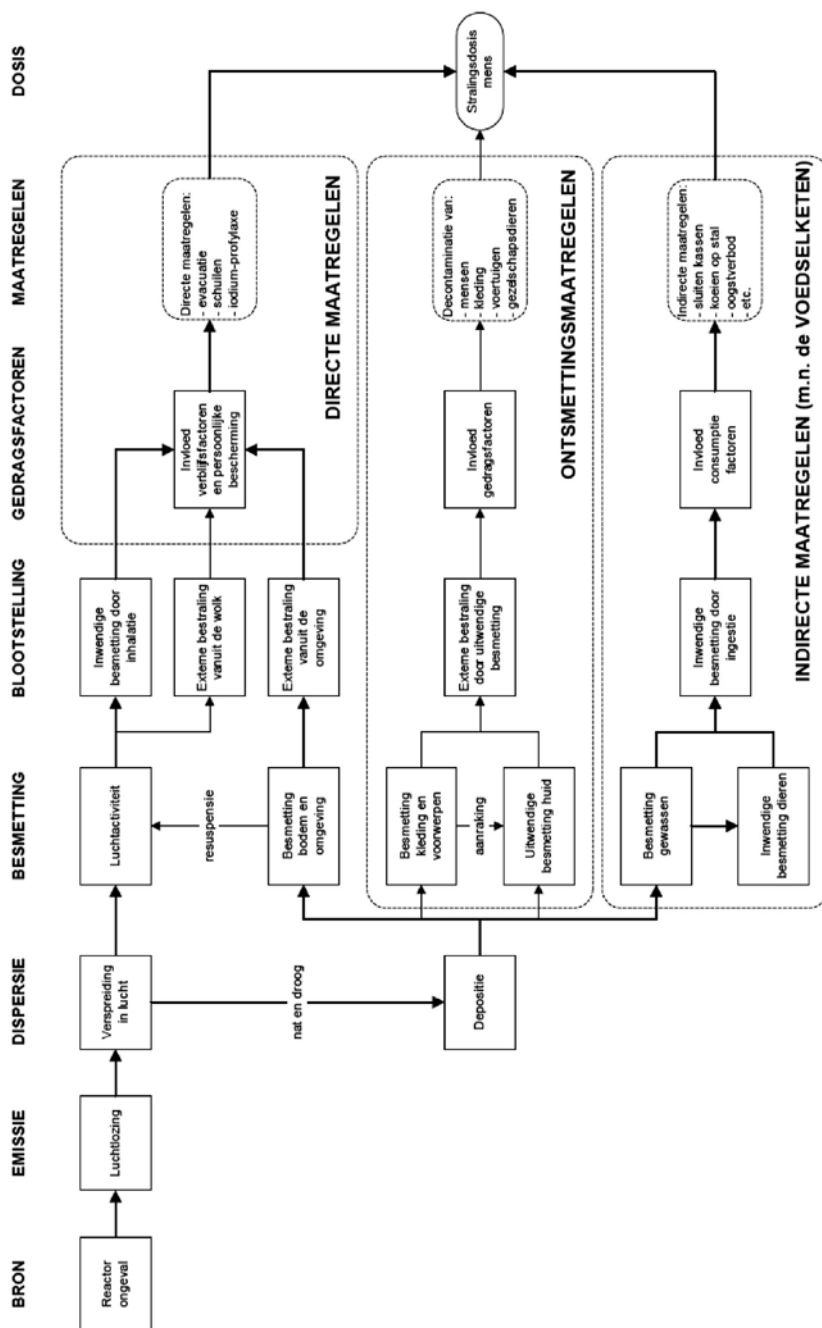 BRON
EMISSIE
DISPERSIE
BESMETTING
BLOOTSTELLING
GEDRAGSFACTOREN
MAATREGELEN
DOSIS
Reactor
ongeval
Luchtlozing
Verspreiding
in lucht
nat en droog
Depositie
Luchtactiviteit
resuspensie
Besmetting
bodem en
omgeving
Inwendige
besmetting door
inhalatie
Externe bestraling
vanuit de wolk
Externe bestraling
vanuit de
omgeving
Invloed
verblijfsfactoren
en persoonlijke
bescherming
Directe maatregelen:
- evacuatie
- schuilen
- iodium-profylaxe
DIRECTE MAATREGELEN
Besmetting
kleding en
voorwerpen
aanraking
Uitwendige
besmetting huid
Externe bestraling
door uitwendige
besmetting
Invloed
gedragsfactoren
Decontaminatie van:
- mensen
- kleding
- voertuigen
- gezelschapsdieren
Stralingsdosis
mens
ONTSMETTINGSMAATREGELEN
Besmetting
gewassen
Inwendige
besmetting dieren
Inwendige
besmetting door
ingestie
Invloed
consumptie
factoren
Indirecte maatregelen:
- sluiten kassen
- koeien op stal
- oogstverbod
- etc.
INDIRECTE MAATREGELEN (m.n. de VOEDSELKETEN)